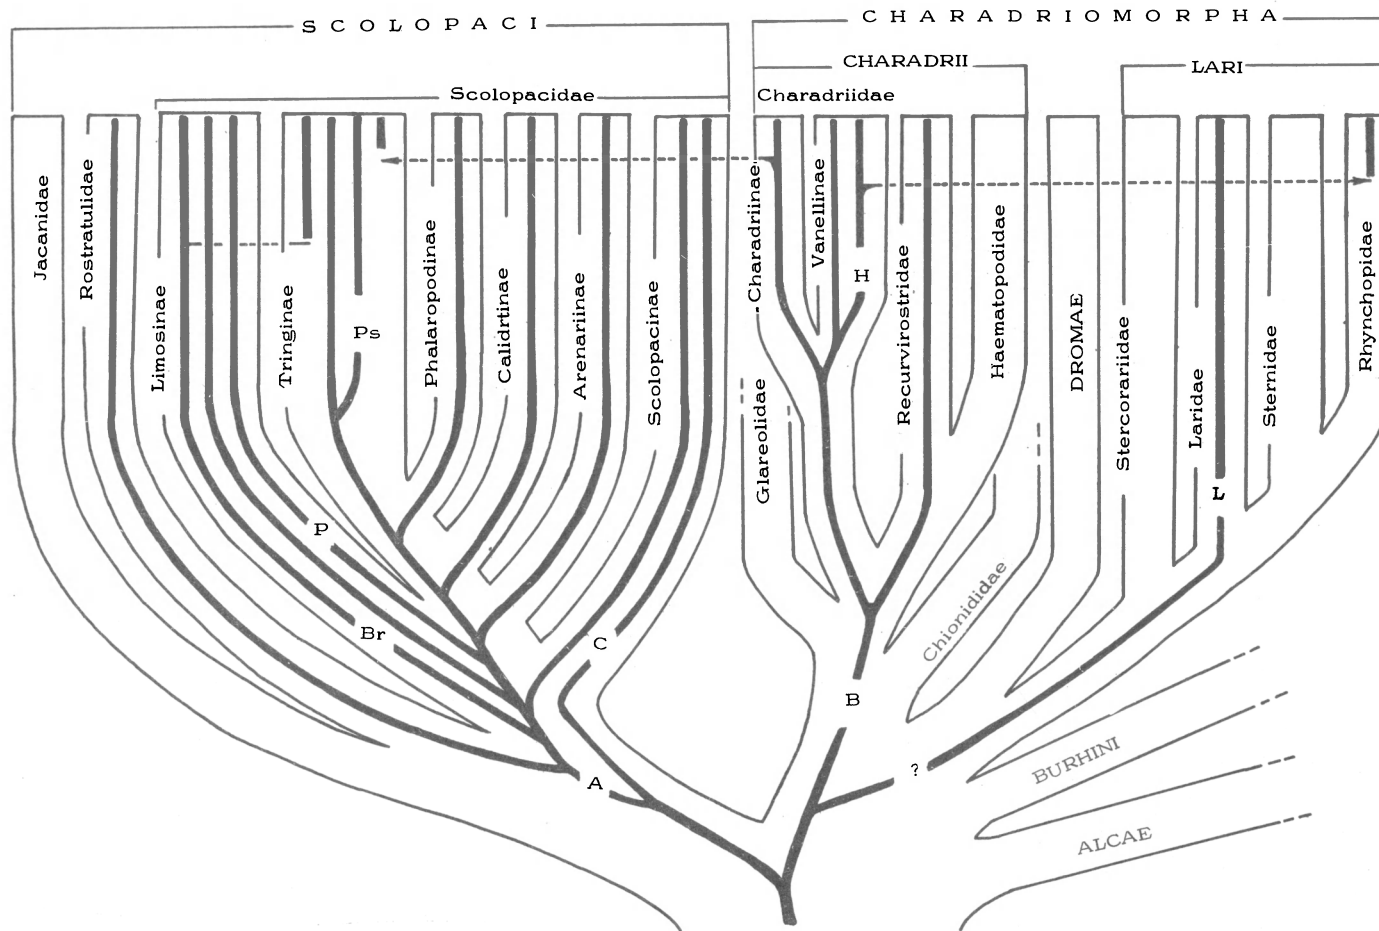 SCOLOPACI
CHARADRIOMORPHA
CHARADRII
LARI
Scolopacidae
Charadriidae
Jacanidae
Rostratulidae
Limosinae
Tringinae
Ps
Phalaropodinae
Calidrtinae
Arenariinae
Scolopacinae
Charadriinae
Vanellinae
H
Recurvirostridae
Haematopodidae
DROMAE
Stercorariidae
Laridae
L
Sternidae
Rhynchopidae
Glareolidae
P
Br
C
Chionididae
B
A
?
BURHINI
ALCAE